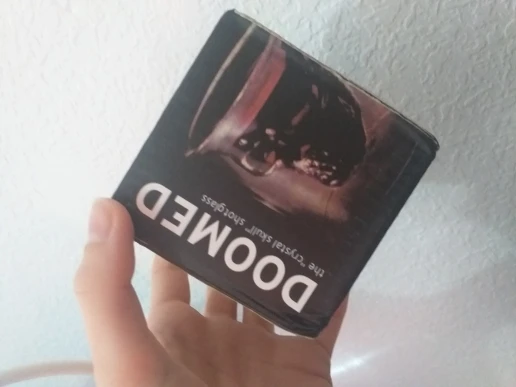 DOOMED
the "crystal skull" shotglass